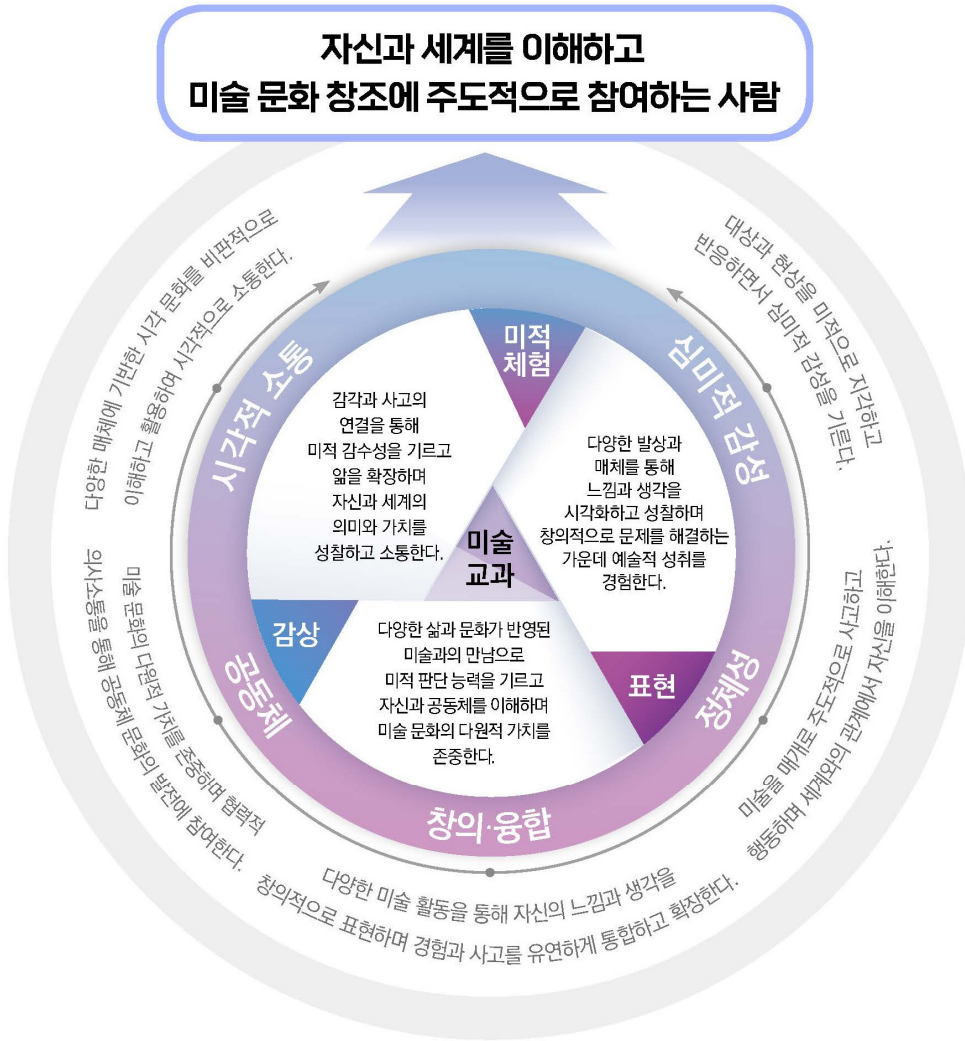 자신과 세계를 이해하고
미술 문화 창조에 주도적으로 참여하는 사람
다양한 매체에 기반한 시각 문화를 비판적으로
이해하고 활용하여 시각적으로 소통한다.
대상과 현상을 미적으로 지각하고
반응하면서 심미적 감성을 기른다.
시각적 소통
심미적 감성
미적
체험
감각과 사고의
연결을 통해
미적 감수성을 기르고
앎을 확장하며
자신과 세계의
의미와 가치를
성찰하고 소통한다.
다양한 발상과
매체를 통해
느낌과 생각을
시각화하고 성찰하며
창의적으로 문제를 해결하는
가운데 예술적 성취를
경험한다.
미술
교과
감상
다양한 삶과 문화가 반영된
미술과의 만남으로
미적 판단 능력을 기르고
자신과 공동체를 이해하며
미술 문화의 다원적 가치를
존중한다.
표현
공동체
정체성
창의·융합
미술 문화의 다원적 가치를 존중하며 협력적
의사소통을 통해 공동체 문화의 발전에 참여한다.
미술을 매개로 주도적으로 사고하고
행동하며 세계와의 관계에서 자신을 이해한다.
다양한 미술 활동을 통해 자신의 느낌과 생각을
창의적으로 표현하며 경험과 사고를 유연하게 통합하고 확장한다.